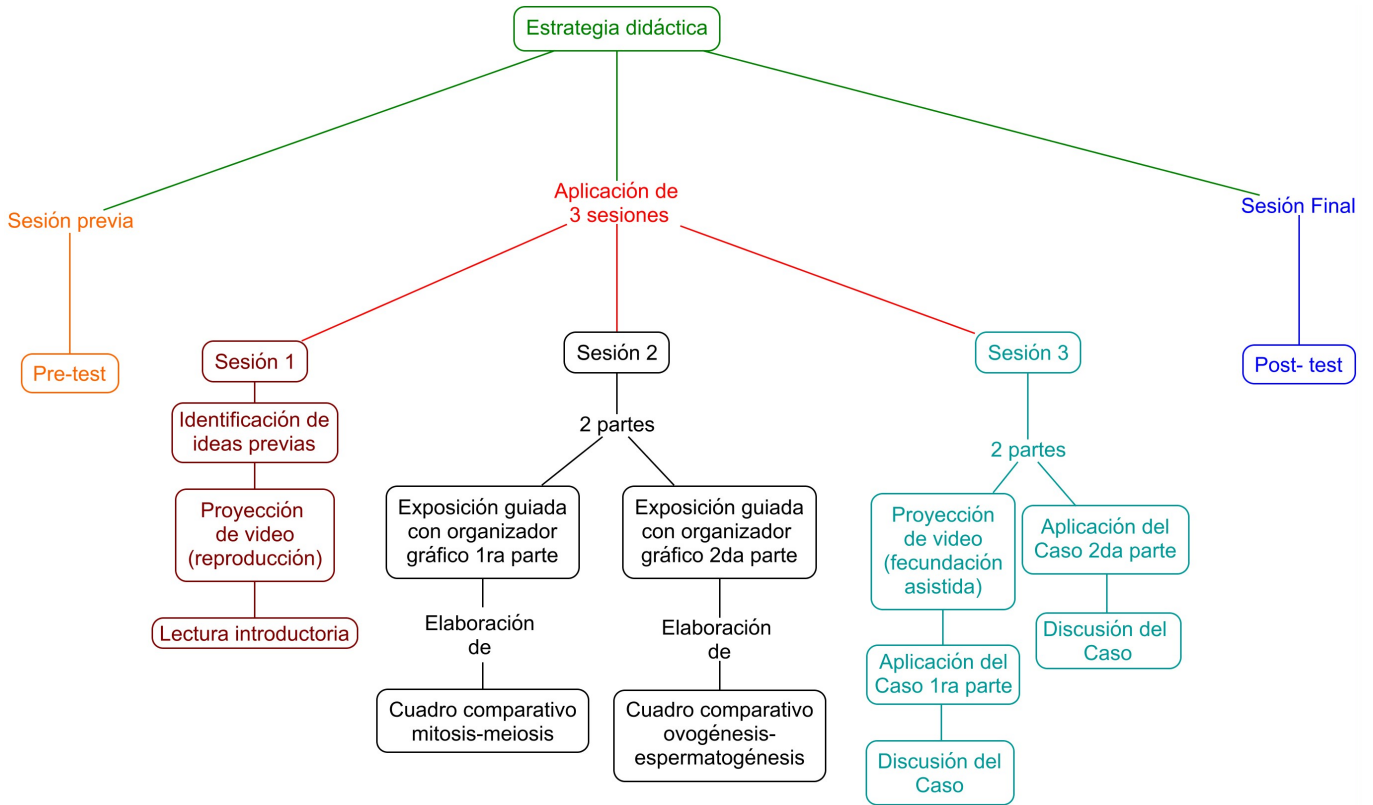 Estrategia didáctica
Sesión previa
Aplicación de
3 sesiones
Sesión Final
Pre-test
Post- test
Sesión 1
Identificación de
ideas previas
Proyección
de video
(reproducción)
Lectura introductoria
Sesión 2
2 partes
Exposición guiada
con organizador
gráfico 1ra parte
Elaboración
de
Cuadro comparativo
mitosis-meiosis
Exposición guiada
con organizador
gráfico 2da parte
Elaboración
de
Cuadro comparativo
ovogénesis-
espermatogénesis
Sesión 3
2 partes
Proyección
de video
(fecundación
asistida)
Aplicación del
Caso 1ra parte
Discusión del
Caso
Aplicación del
Caso 2da parte
Discusión del
Caso